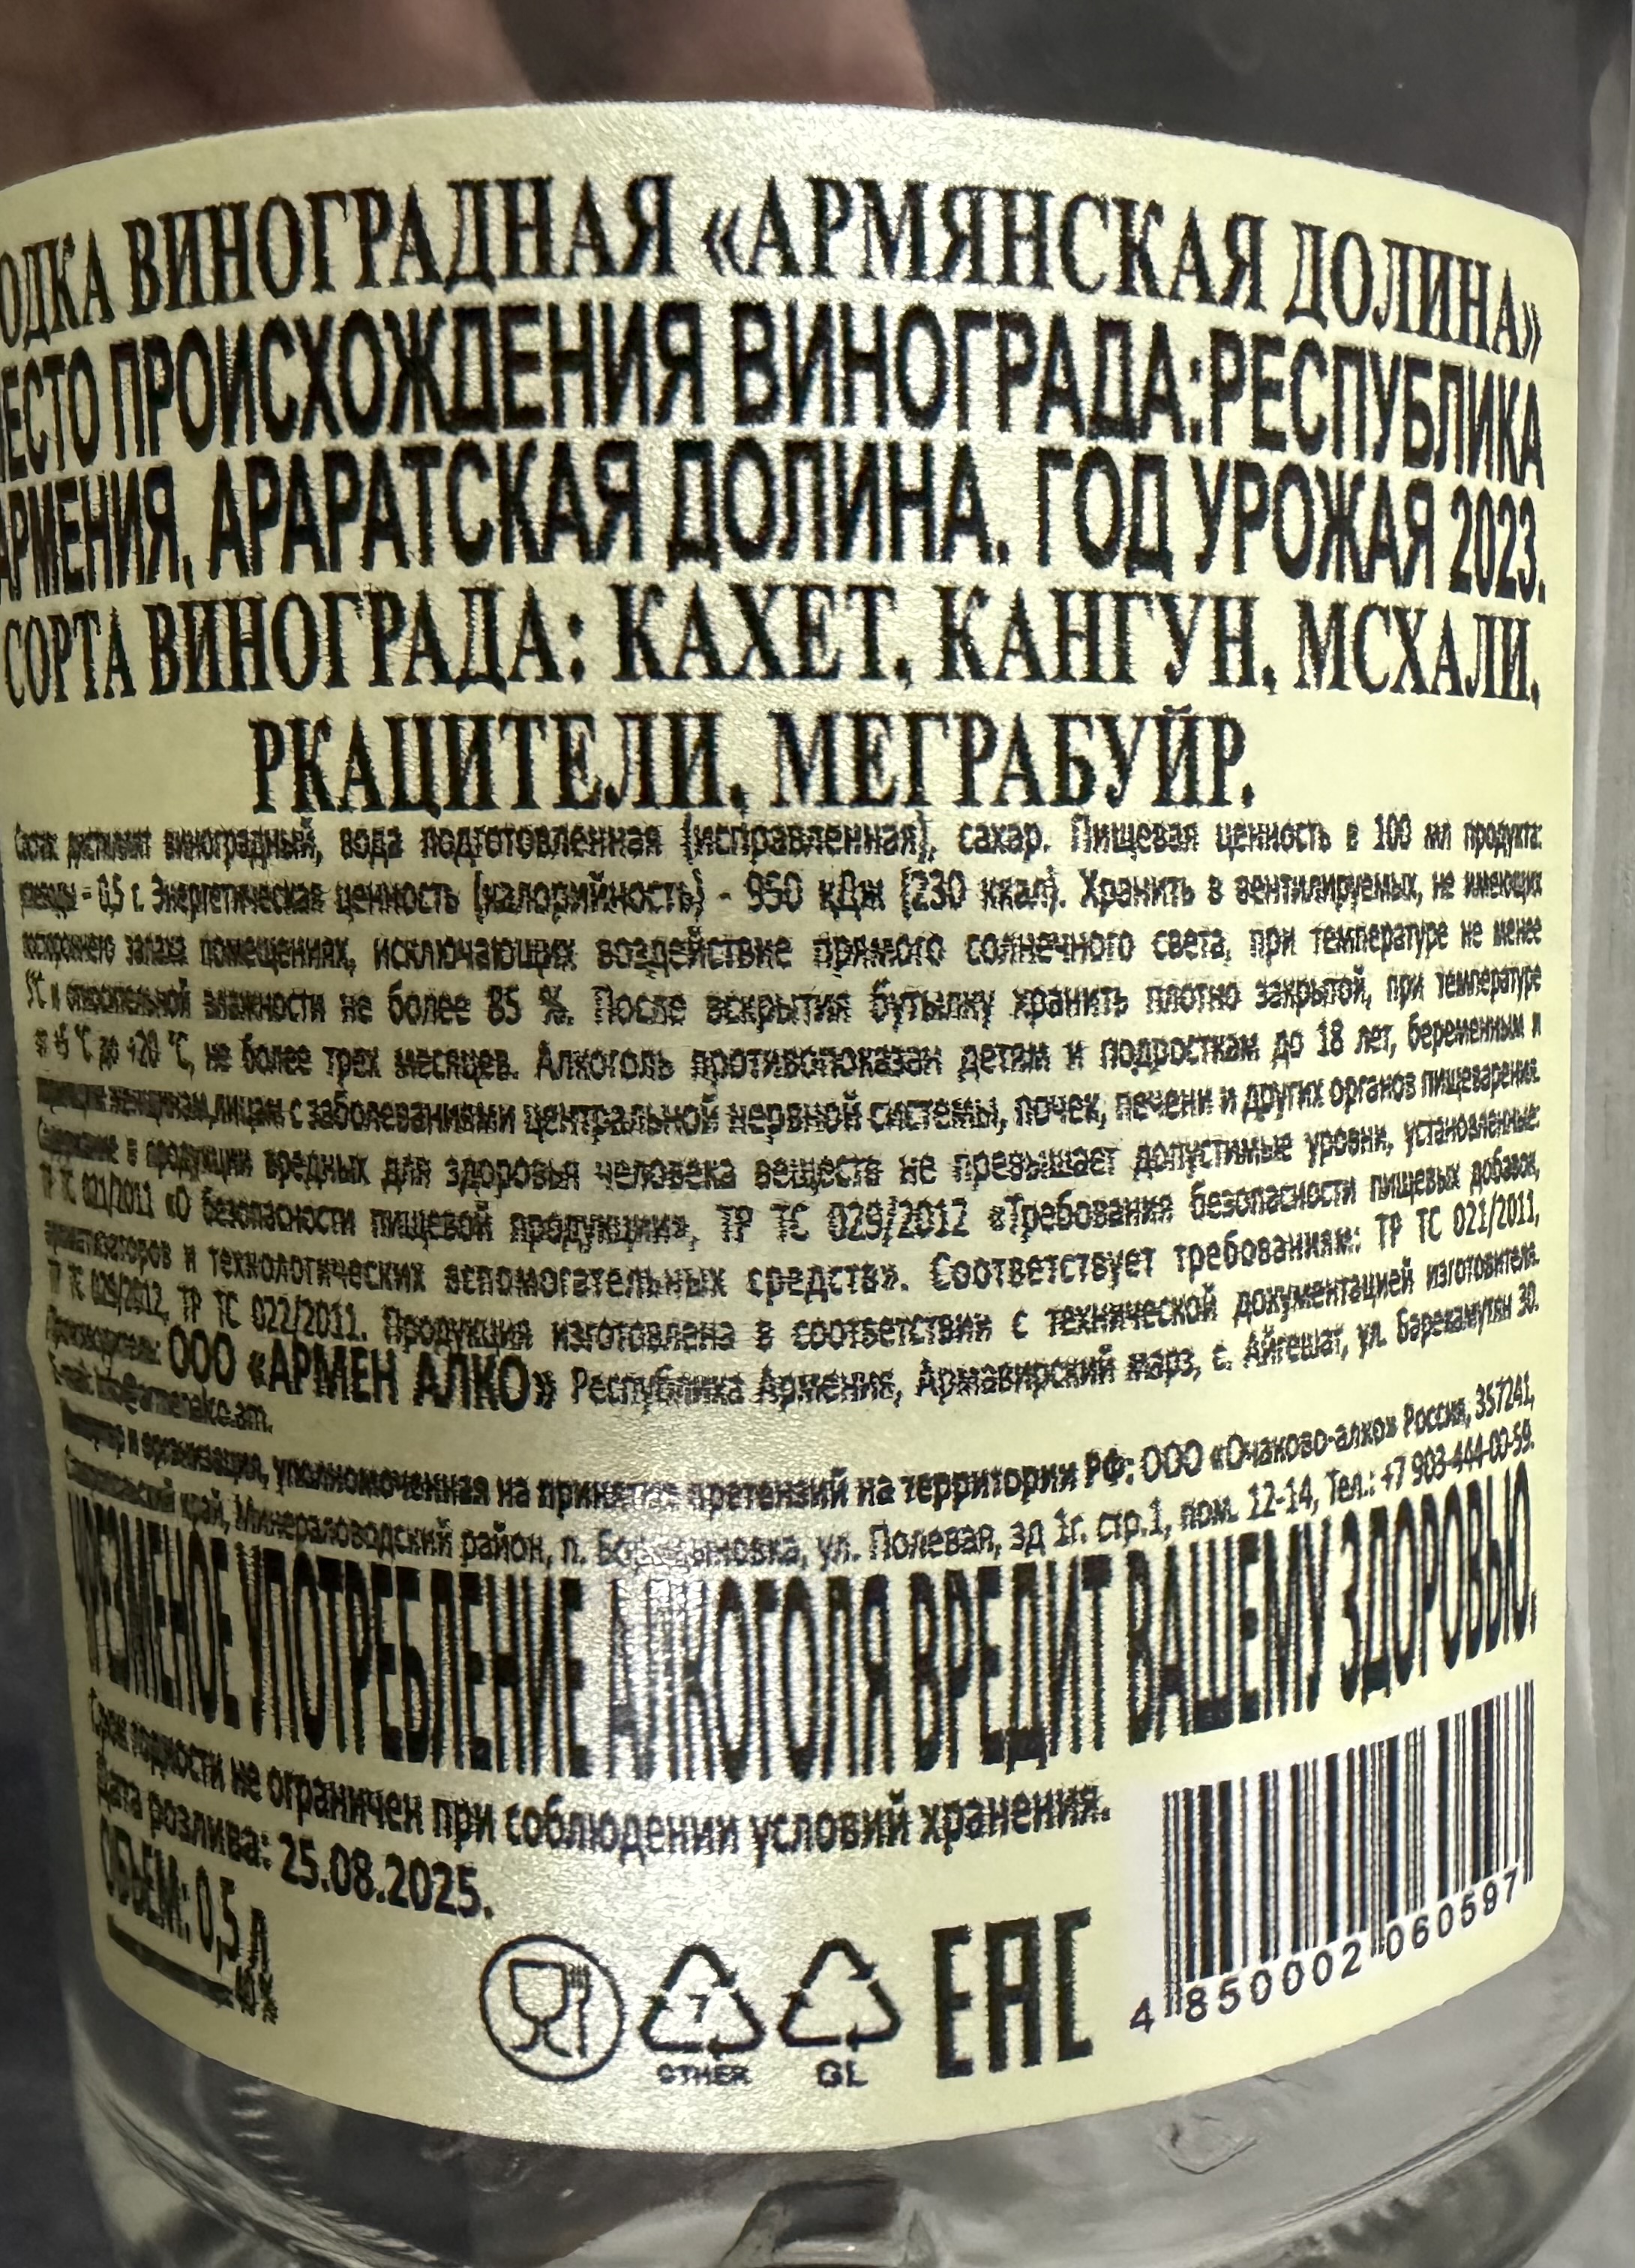 ОДКА ВИНОГРАДНАЯ «АРМЯНСКАЯ ДОЛИНА»
ЕСТО ПРОИСХОЖДЕНИЯ ВИНОГРАДА:РЕСПУБЛИКА
АРМЕНИЯ, АРАРАТСКАЯ ДОЛИНА. ГОД УРОЖАЯ 2023.
СОРТА ВИНОГРАДА: КАХЕТ, КАНГУН, МСХАЛИ,
РКАЦИТЕЛИ, МЕГРАБУЙР.
виноградный, вода подготовленная (исправленная), сахар. Пищевая ценность в 100 мл продукта:
- 0,5 г. Энергетическая ценность (калорийность) - 950 кДж (230 ккал). Хранить в вентилируемых, не имеющих
постороннего запаха помещениях, исключающих воздействие прямого солнечного света, при температуре не менее
5°С и относительной влажности не более 85 %. После вскрытия бутылку хранить плотно закрытой, при температуре
°С до +20 °С, не более трех месяцев. Алкоголь противопоказан детям и подросткам до 18 лет, беременным и
женщинам, лицам с заболеваниями центральной нервной системы, почек, печени и других органов пищеварения.
Содержание в продукции вредных для здоровья человека веществ не превышает допустимые уровни, установленные:
ТР ТС 021/2011 «О безопасности пищевой продукции», ТР ТС 029/2012 «Требования безопасности пищевых добавок,
ароматизаторов и технологических вспомогательных средств». Соответствует требованиям: ТР ТС 021/2011,
ТР ТС 029/2012, ТР ТС 022/2011. Продукция изготовлена в соответствии с технической документацией изготовителя.
Производитель: ООО «АРМЕН АЛКО» Республика Армения, Армавирский марз, с. Айгешат, ул. Барекамутян 30.
Импортер и организация, уполномоченная на принятие претензий на территории РФ: ООО «Очаково-алко» Россия, 357241,
Ставропольский край, Минераловодский район, п. ул. Полевая, зд 1г. стр.1, пом. 12-14, Тел.: +7 903-444-00-59.
ЧРЕЗМЕНОЕ УПОТРЕБЛЕНИЕ АЛКОГОЛЯ ВРЕДИТ ВАШЕМУ ЗДОРОВЬЮ.
Срок годности не ограничен при соблюдении условий хранения.
Дата розлива: 25.08.2025.
ОБЪЕМ: 0,5 Л
40%
7
OTHER
GL
EAC
4 850002 060597